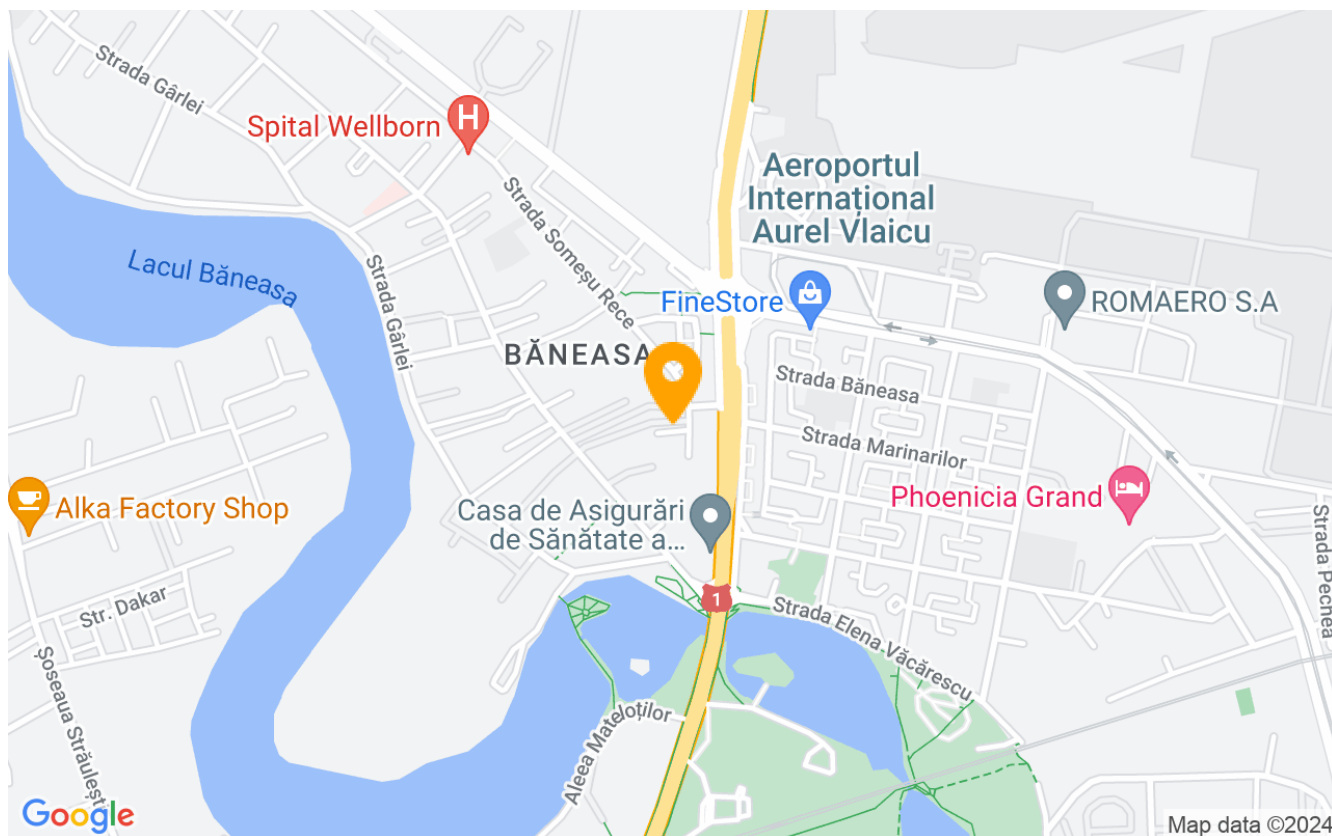 Strada Gârlei
Spital Wellborn
H
Aeroportul
Internațional
Aurel Vlaicu
Strada Someșu Rece
Lacul Băneasa
Strada Gârlei
FineStore
ROMAERO S.A
BĂNEASA
Strada Băneasa
Strada Marinarilor
Phoenicia Grand
Alka Factory Shop
Casa de Asigurări
de Sănătate a...
Strada Pechea
Str. Dakar
1
Strada Elena Văcărescu
Șoseaua Străulești
Aleea Mateloților
Google
Map data ©2024